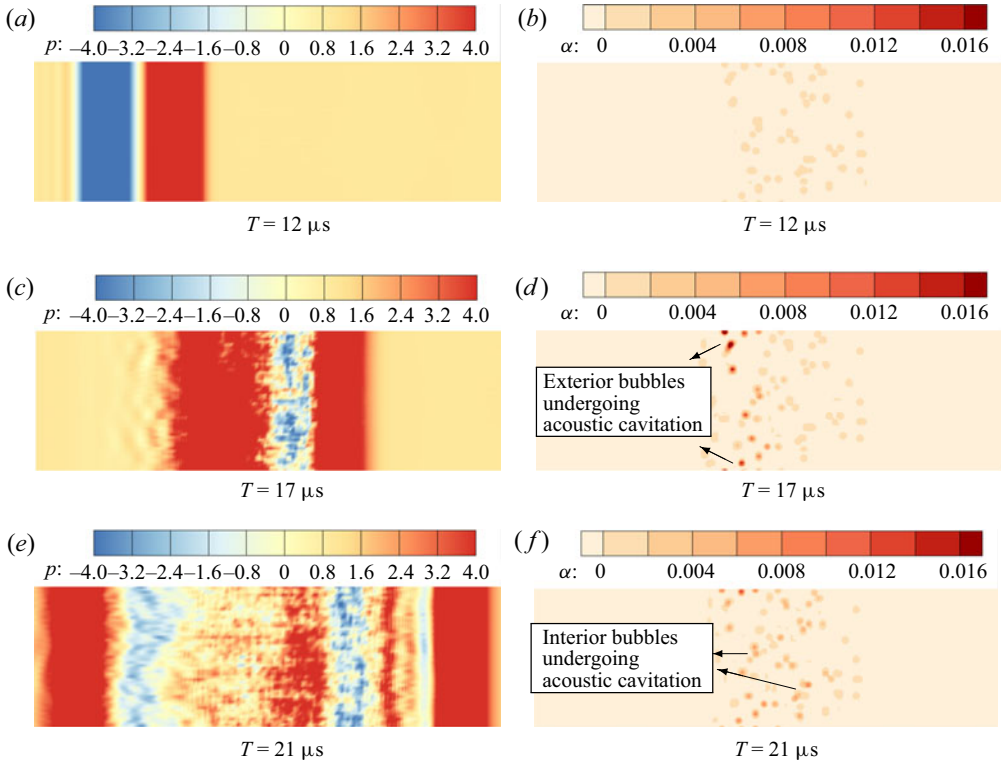 (a)
p: –4.0 –3.2 –2.4 –1.6 –0.8 0 0.8 1.6 2.4 3.2 4.0
T = 12 μs
(b)
α: 0 0.004 0.008 0.012 0.016
T = 12 μs
(c)
p: –4.0 –3.2 –2.4 –1.6 –0.8 0 0.8 1.6 2.4 3.2 4.0
T = 17 μs
(d)
α: 0 0.004 0.008 0.012 0.016
Exterior bubbles
undergoing
acoustic cavitation
T = 17 μs
(e)
p: –4.0 –3.2 –2.4 –1.6 –0.8 0 0.8 1.6 2.4 3.2 4.0
T = 21 μs
(f)
α: 0 0.004 0.008 0.012 0.016
Interior bubbles
undergoing
acoustic cavitation
T = 21 μs